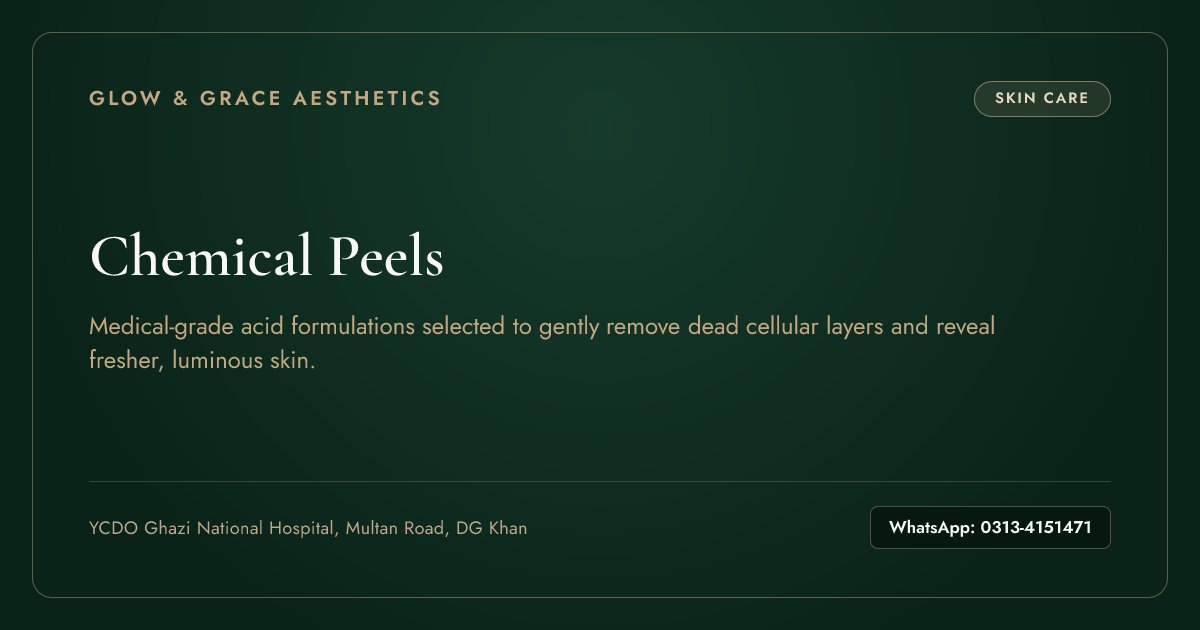 GLOW & GRACE AESTHETICS
SKIN CARE
Chemical Peels
Medical-grade acid formulations selected to gently remove dead cellular layers and reveal
fresher, luminous skin.
YCDO Ghazi National Hospital, Multan Road, DG Khan
WhatsApp: 0313-4151471